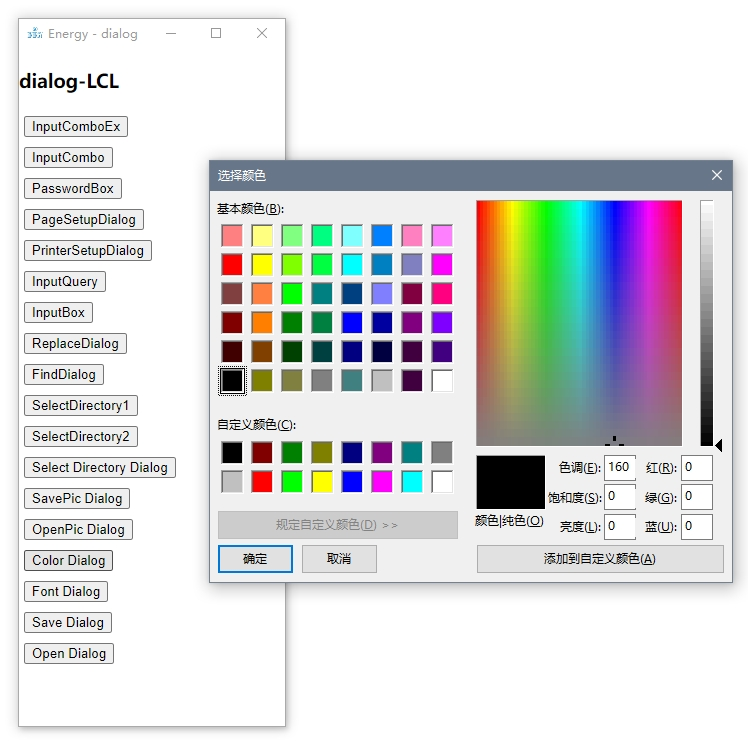 Energy - dialog
dialog-LCL
InputComboEx
InputCombo
PasswordBox
PageSetupDialog
PrinterSetupDialog
InputQuery
InputBox
ReplaceDialog
FindDialog
SelectDirectory1
SelectDirectory2
Select Directory Dialog
SavePic Dialog
OpenPic Dialog
Color Dialog
Font Dialog
Save Dialog
Open Dialog
选择颜色
基本颜色(B):
自定义颜色(C):
规定自定义颜色(D) >>
确定 取消
颜色|纯色(O)
色调(E): 160 红(R): 0
饱和度(S): 0 绿(G): 0
亮度(L): 0 蓝(U): 0
添加到自定义颜色(A)